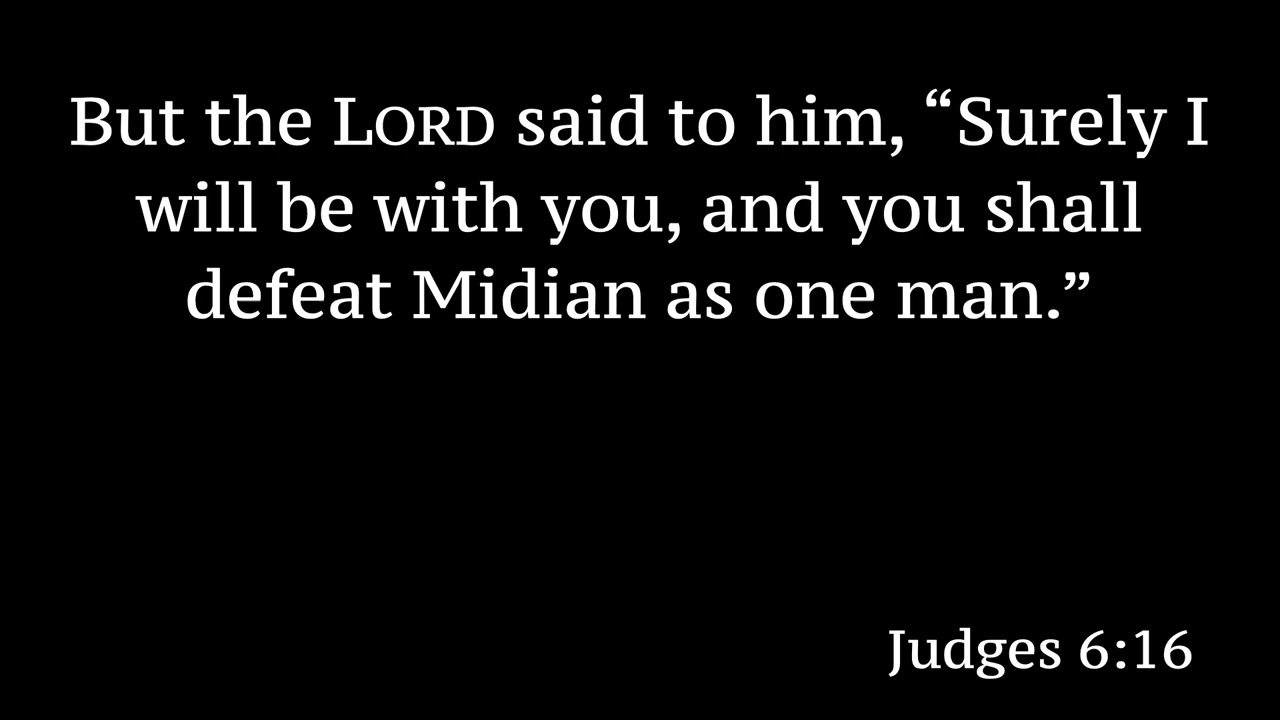 But the LORD said to him, “Surely I
will be with you, and you shall
defeat Midian as one man.”
Judges 6:16